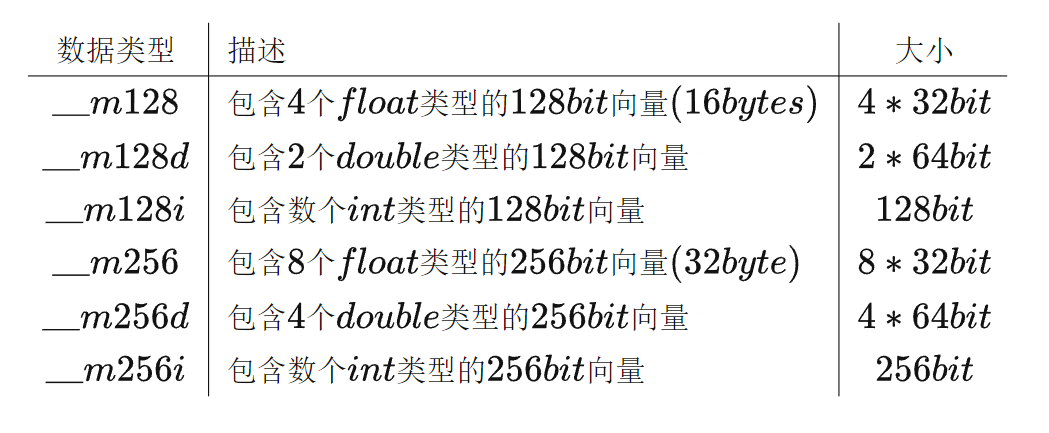 数据类型 描述 大小
__m128 包含4个float类型的128bit向量(16bytes) 4 * 32bit
__m128d 包含2个double类型的128bit向量 2 * 64bit
__m128i 包含数个int类型的128bit向量 128bit
__m256 包含8个float类型的256bit向量(32byte) 8 * 32bit
__m256d 包含4个double类型的256bit向量 4 * 64bit
__m256i 包含数个int类型的256bit向量 256bit